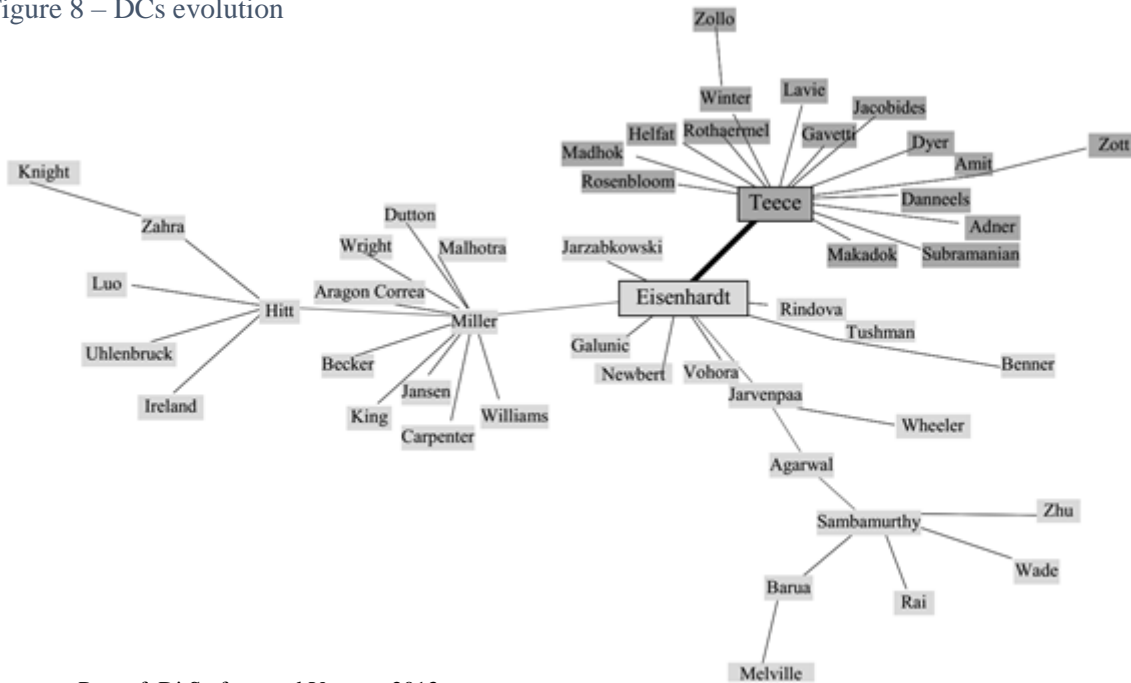 Figure 8 – DCs evolution
Zollo
Winter
Lavie
Jacobides
Helfat
Rothaermel
Gavetti
Dyer
Zott
Madhok
Amit
Rosenbloom
Teece
Danneels
Adner
Makadok
Subramanian
Knight
Zahra
Dutton
Wright
Malhotra
Jarzabkowski
Luo
Aragon Correa
Eisenhardt
Hitt
Miller
Rindova
Tushman
Uhlenbruck
Galunic
Becker
Newbert
Vohora
Benner
Jansen
Jarvenpaa
Ireland
King
Williams
Wheeler
Carpenter
Agarwal
Sambamurthy
Zhu
Wade
Barua
Rai
Melville